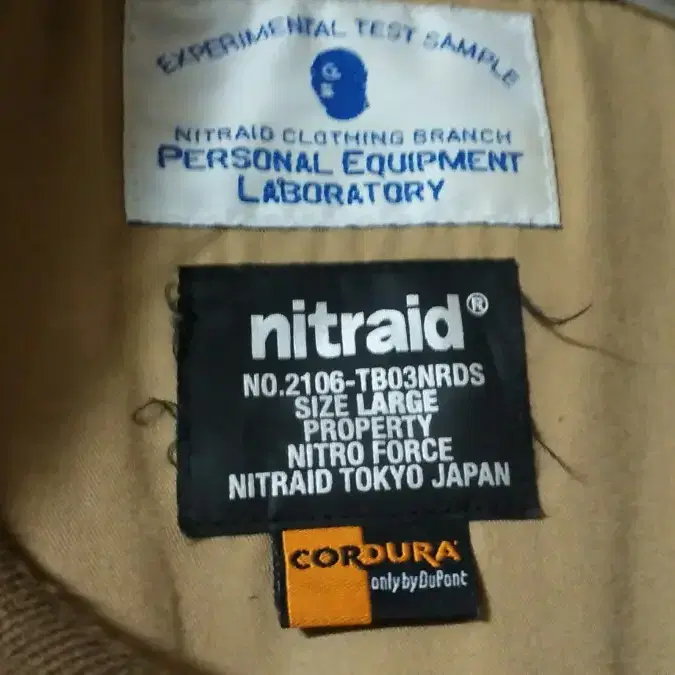 EXPERIMENTAL TEST SAMPLE
NITRAID CLOTHING BRANCH
PERSONAL EQUIPMENT
LABORATORY
nitraid®
NO.2106-TB03NRDS
SIZE LARGE
PROPERTY
NITRO FORCE
NITRAID TOKYO JAPAN
CORDURA
only by DuPont